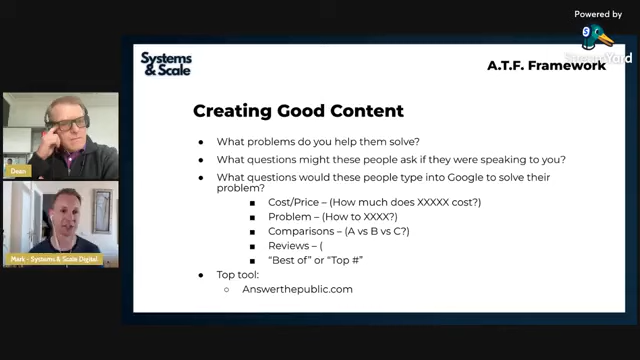 Powered by
StreamYard
Systems
& Scale
A.T.F. Framework
Creating Good Content
● What problems do you help them solve?
● What questions might these people ask if they were speaking to you?
● What questions would these people type into Google to solve their
problem?
■ Cost/Price – (How much does XXXXX cost?)
■ Problem – (How to XXXX?)
■ Comparisons – (A vs B vs C?)
■ Reviews – (
■ “Best of” or “Top #”
● Top tool:
○ Answerthepublic.com
Dean
Mark - Systems & Scale Digital